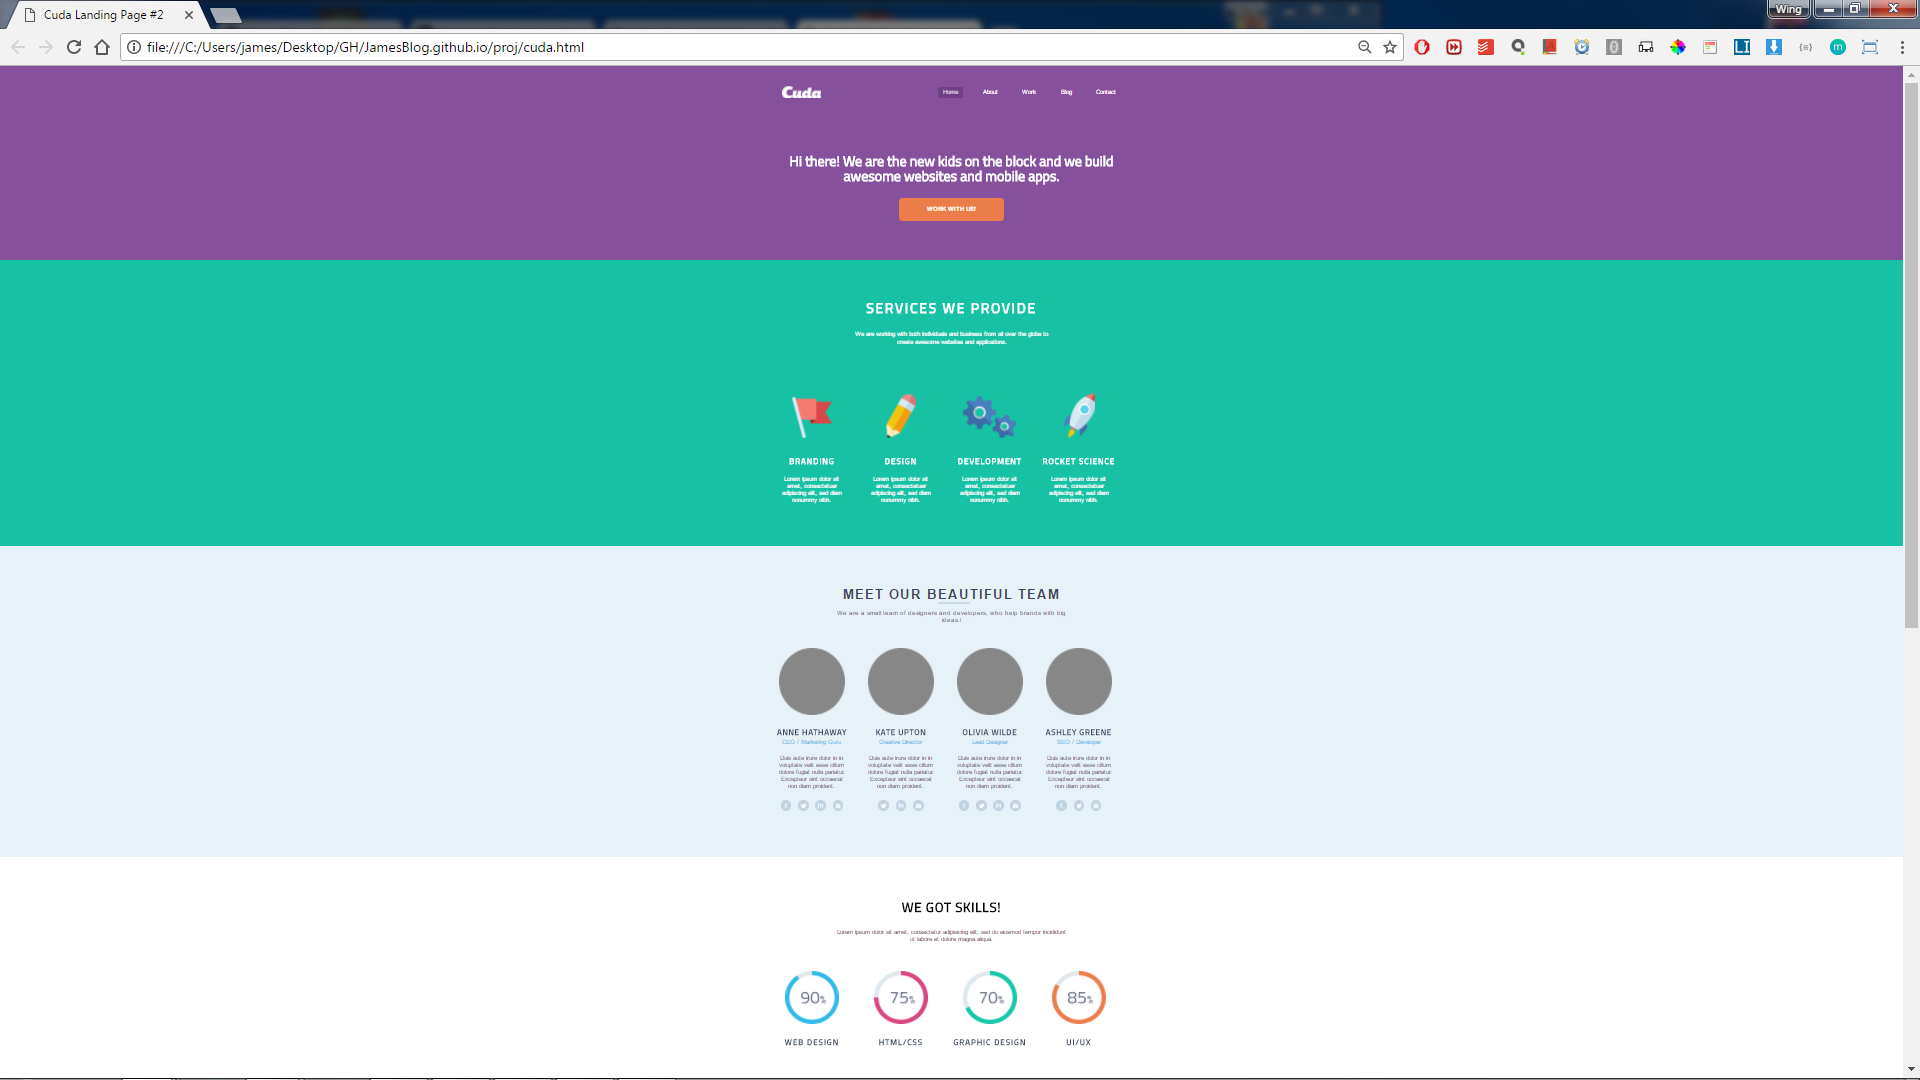 Cuda Landing Page #2
Wing
file:///C:/Users/james/Desktop/GH/JamesBlog.github.io/proj/cuda.html
Cuda
Home About Work Blog Contact
Hi there! We are the new kids on the block and we build
awesome websites and mobile apps.
WORK WITH US!
SERVICES WE PROVIDE
We are working with both individuals and business from all over the globe to
create awesome websites and applications.
BRANDING DESIGN DEVELOPMENT ROCKET SCIENCE
Lorem ipsum dolor sit Lorem ipsum dolor sit Lorem ipsum dolor sit Lorem ipsum dolor sit
amet, consectetuer amet, consectetuer amet, consectetuer amet, consectetuer
adipiscing elit, sed diam adipiscing elit, sed diam adipiscing elit, sed diam adipiscing elit, sed diam
nonummy nibh. nonummy nibh. nonummy nibh. nonummy nibh.
MEET OUR BEAUTIFUL TEAM
We are a small team of designers and developers, who help brands with big
ideas.!
ANNE HATHAWAY KATE UPTON OLIVIA WILDE ASHLEY GREENE
CEO / Marketing Guru Creative Director Lead Designer SEO / Developer
Duis aute irure dolor in in Duis aute irure dolor in in Duis aute irure dolor in in Duis aute irure dolor in in
voluptate velit esse cillum voluptate velit esse cillum voluptate velit esse cillum voluptate velit esse cillum
dolore fugiat nulla pariatur. dolore fugiat nulla pariatur. dolore fugiat nulla pariatur. dolore fugiat nulla pariatur.
Excepteur sint occaecat Excepteur sint occaecat Excepteur sint occaecat Excepteur sint occaecat
non diam proident. non diam proident. non diam proident. non diam proident.
WE GOT SKILLS!
Lorem ipsum dolor sit amet, consectetur adipisicing elit, sed do eiusmod tempor incididunt
ut labore et dolore magna aliqua.
90% 75% 70% 85%
WEB DESIGN HTML/CSS GRAPHIC DESIGN UI/UX